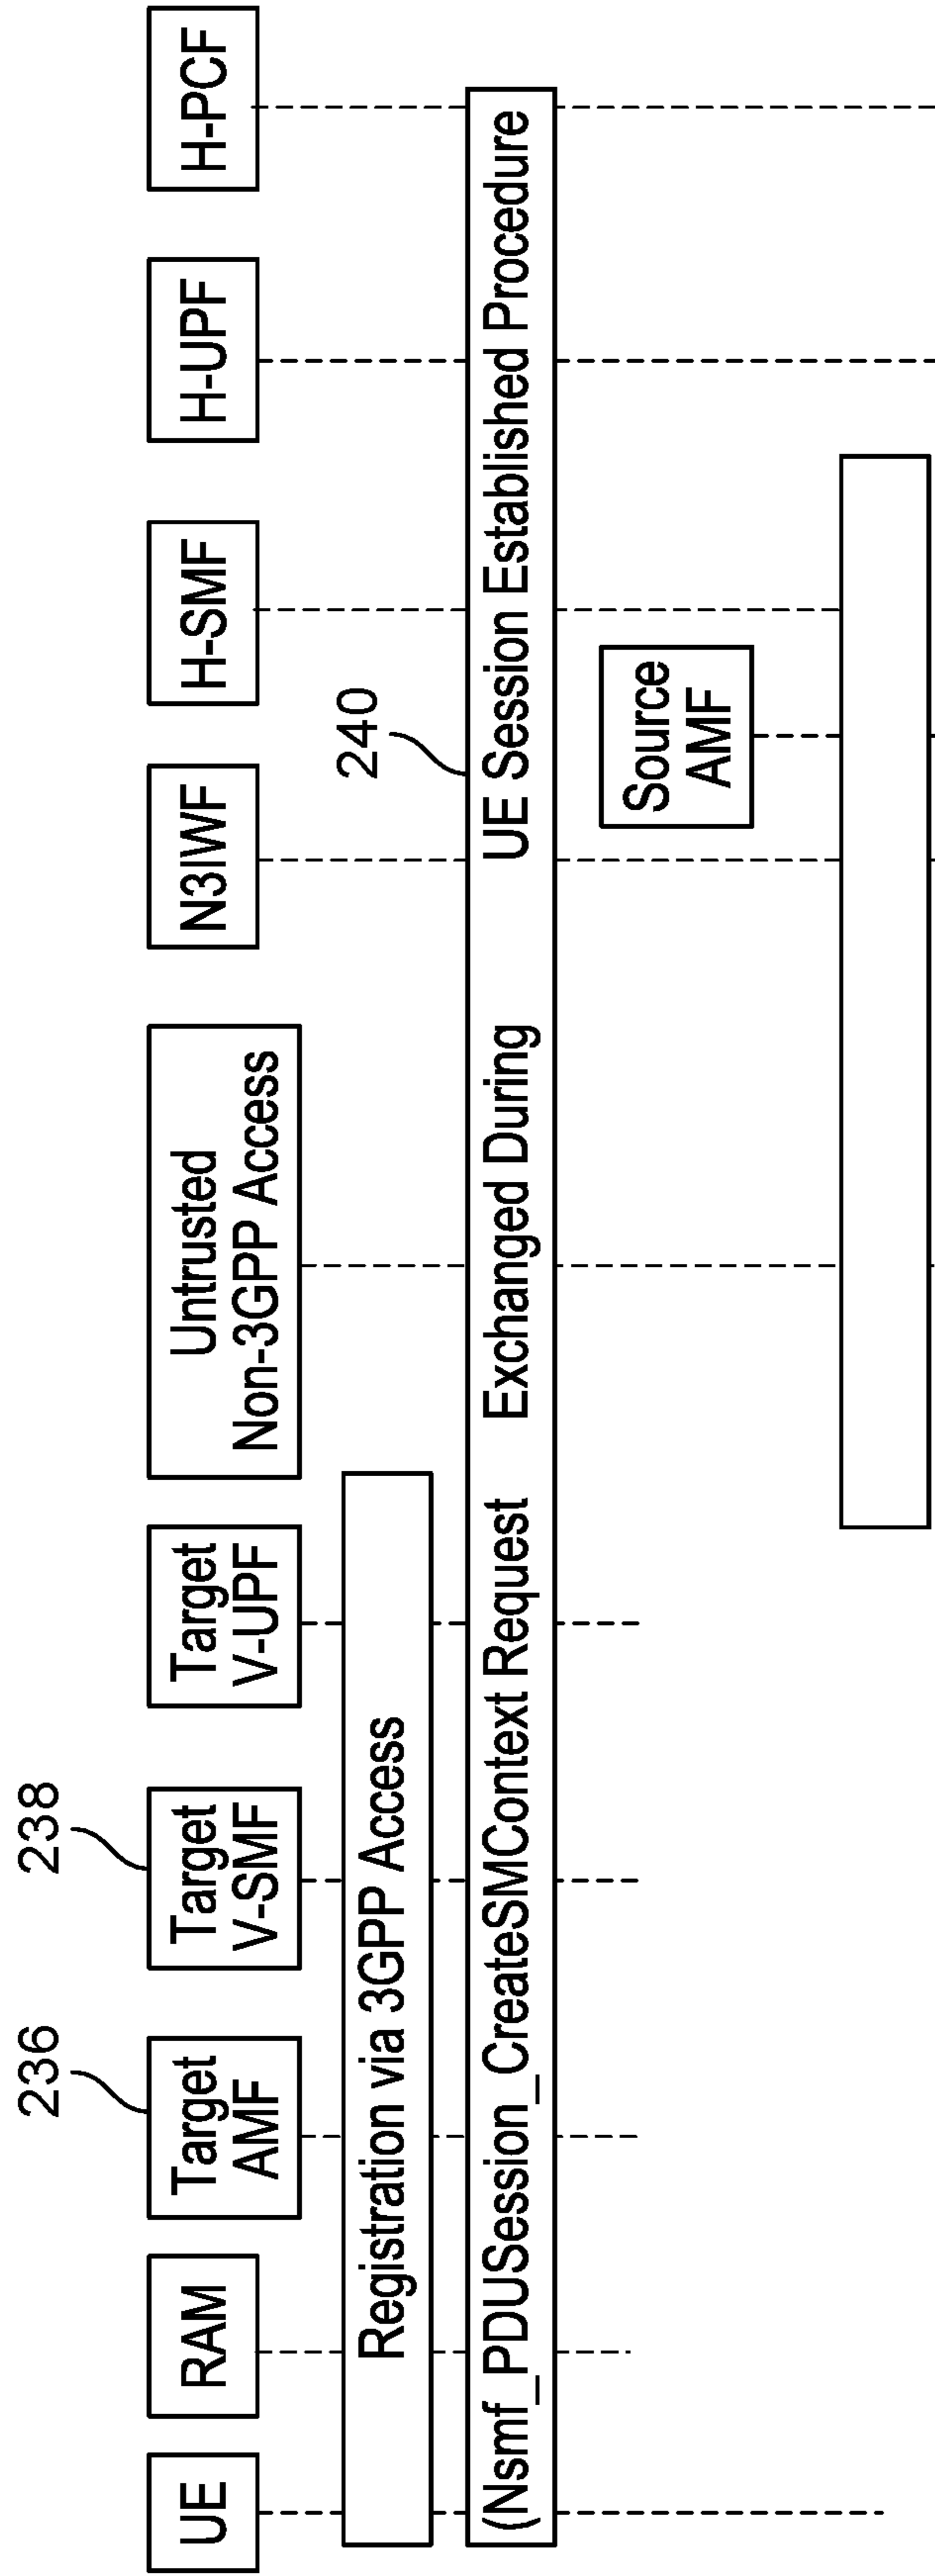 236
238
UE
RAM
Target
AMF
Target
V-SMF
Target
V-UPF
Untrusted
Non-3GPP Access
N3IWF
H-SMF
H-UPF
H-PCF
Registration via 3GPP Access
240
(Nsmf_PDUSession_CreateSMContext Request Exchanged During UE Session Established Procedure
Source
AMF